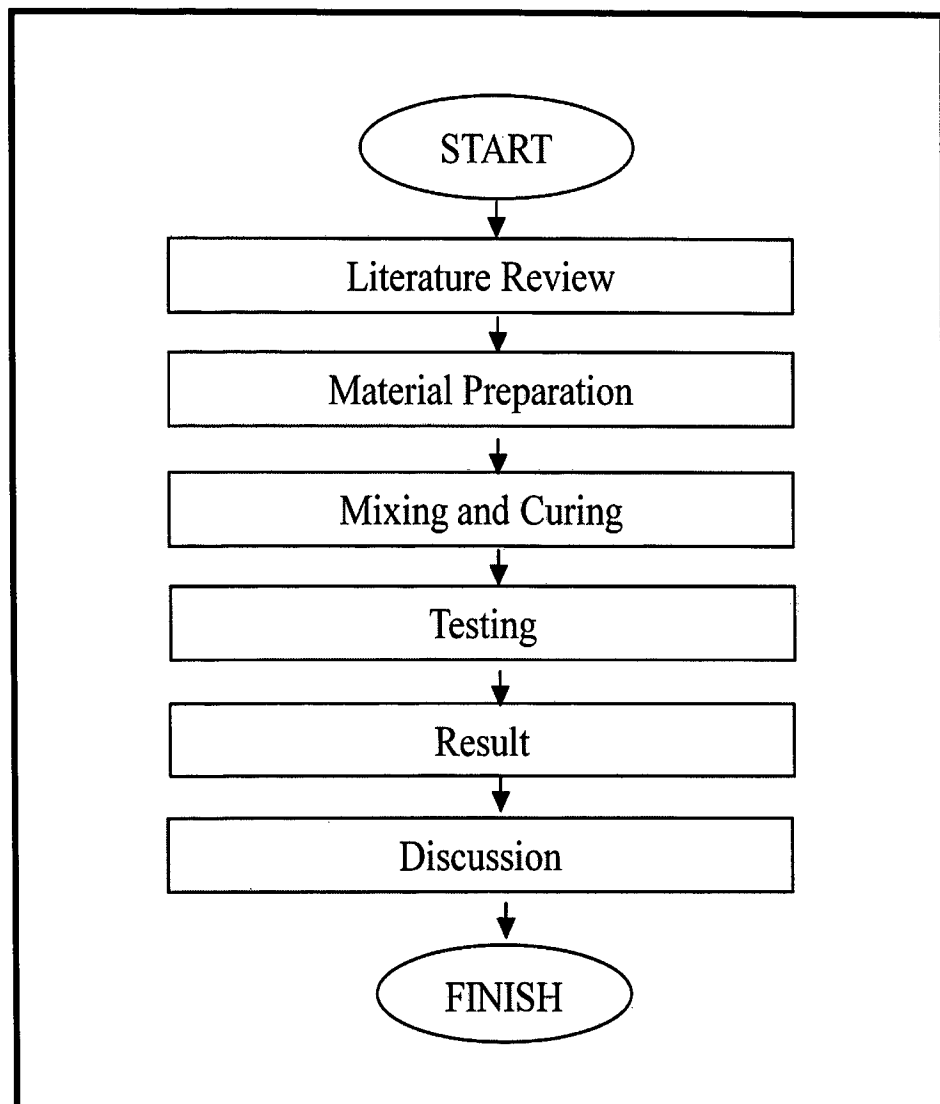 START
Literature Review
Material Preparation
Mixing and Curing
Testing
Result
Discussion
FINISH